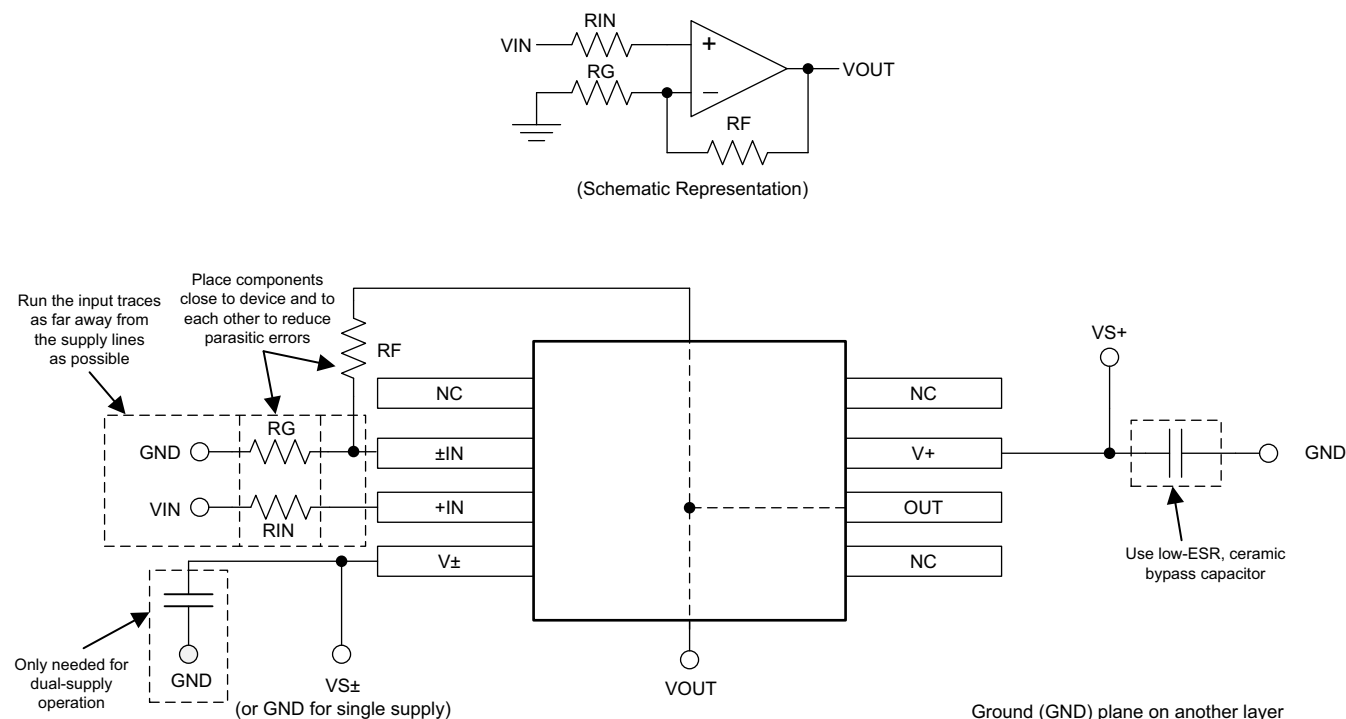 RIN
VIN
+
RG
VOUT
–
RF
(Schematic Representation)
Run the input traces
as far away from
the supply lines
as possible
Place components
close to device and to
each other to reduce
parasitic errors
RF
VS+
NC
NC
RG
GND
±IN
V+
GND
VIN
RIN
+IN
OUT
V±
NC
Use low-ESR, ceramic
bypass capacitor
Only needed for
dual-supply
operation
GND
VS±
(or GND for single supply)
VOUT
Ground (GND) plane on another layer